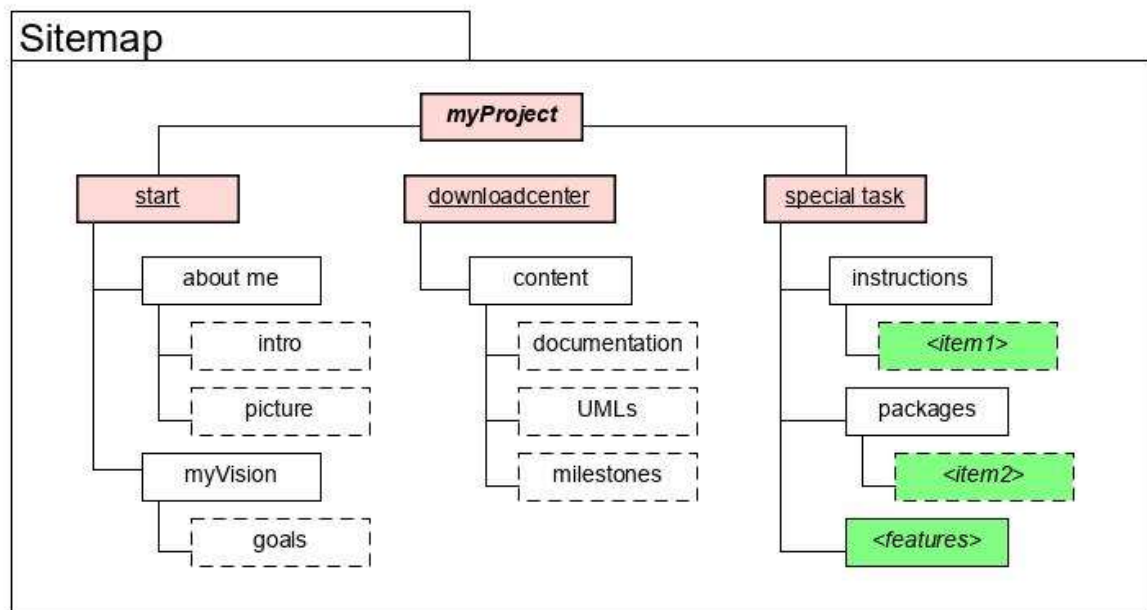 Sitemap
myProject
start
about me
intro
picture
myVision
goals
downloadcenter
content
documentation
UMLs
milestones
special task
instructions
<item1>
packages
<item2>
<features>